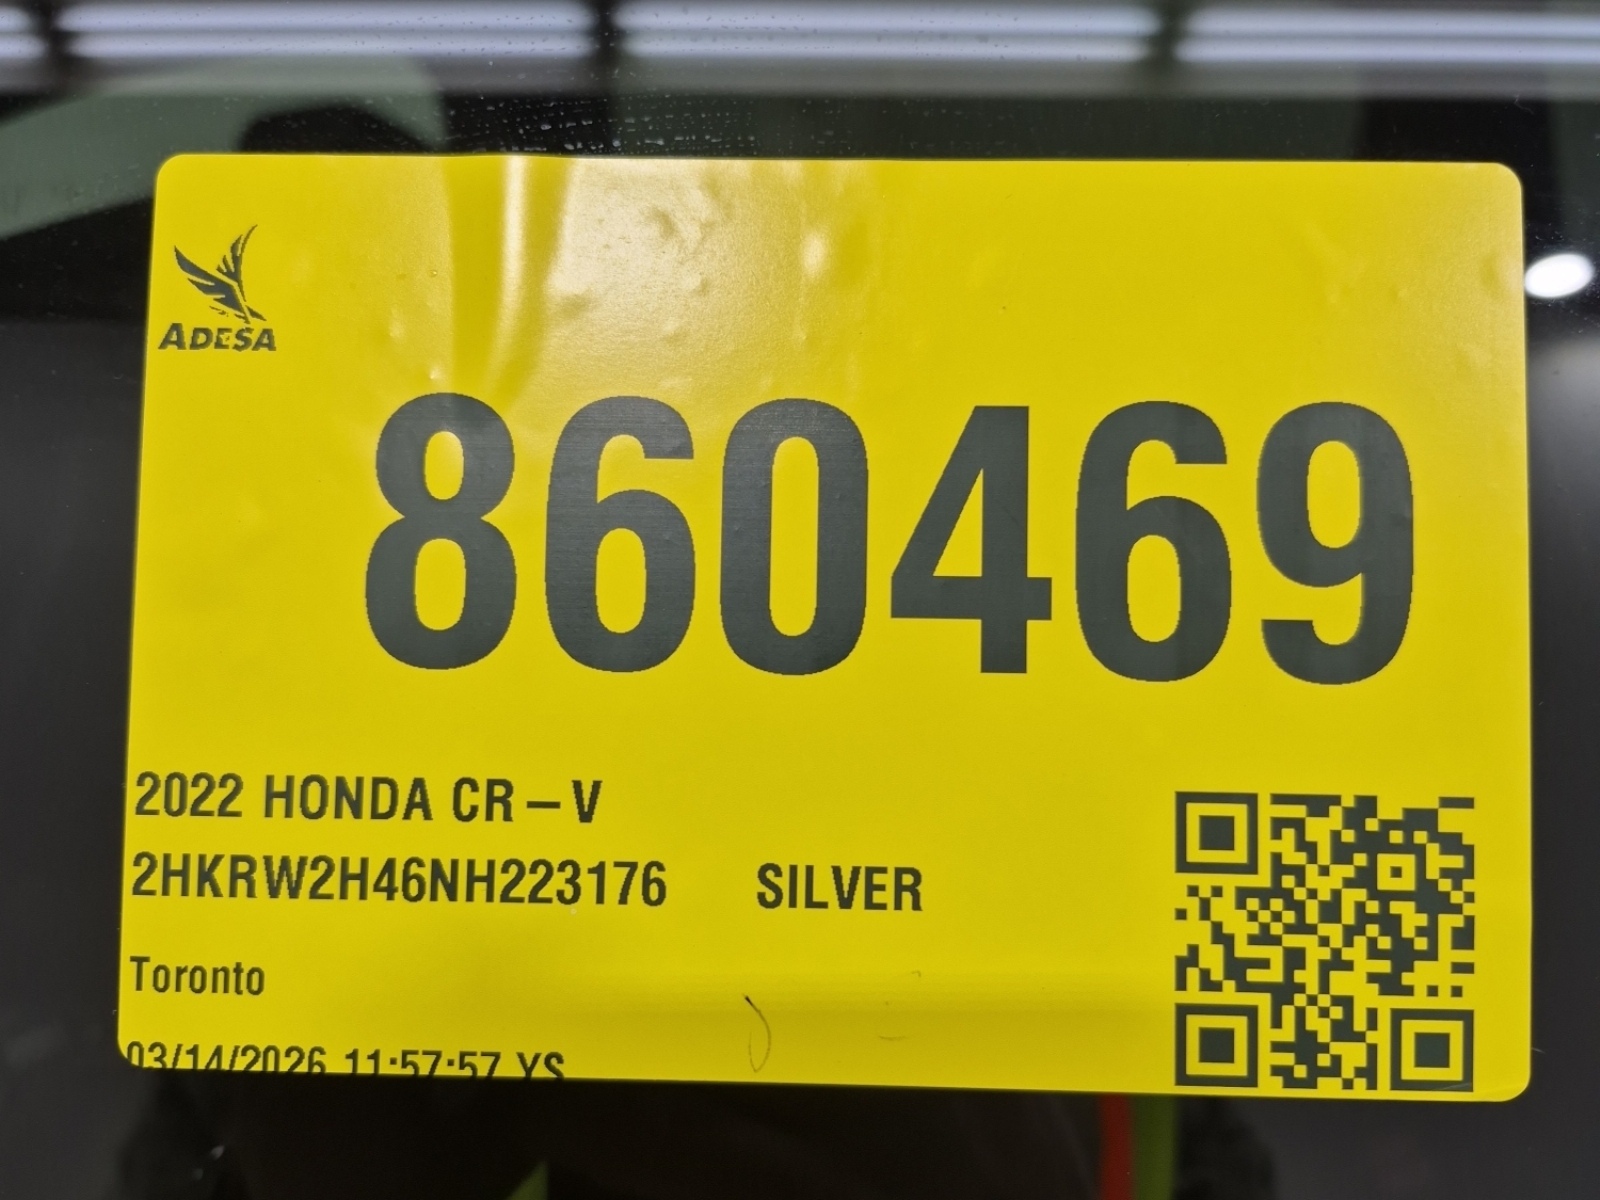 ADESA
860469
2022 HONDA CR-V
2HKRW2H46NH223176 SILVER
Toronto
03/14/2026 11:57:57 YS